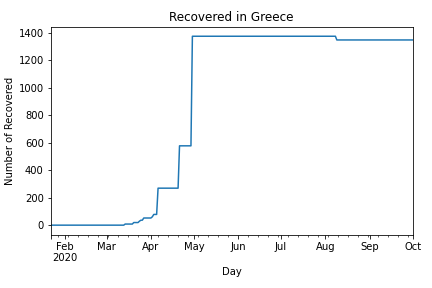 Recovered in Greece
Number of Recovered
1400
1200
1000
800
600
400
200
0
Feb Mar Apr May Jun Jul Aug Sep Oct
2020
Day